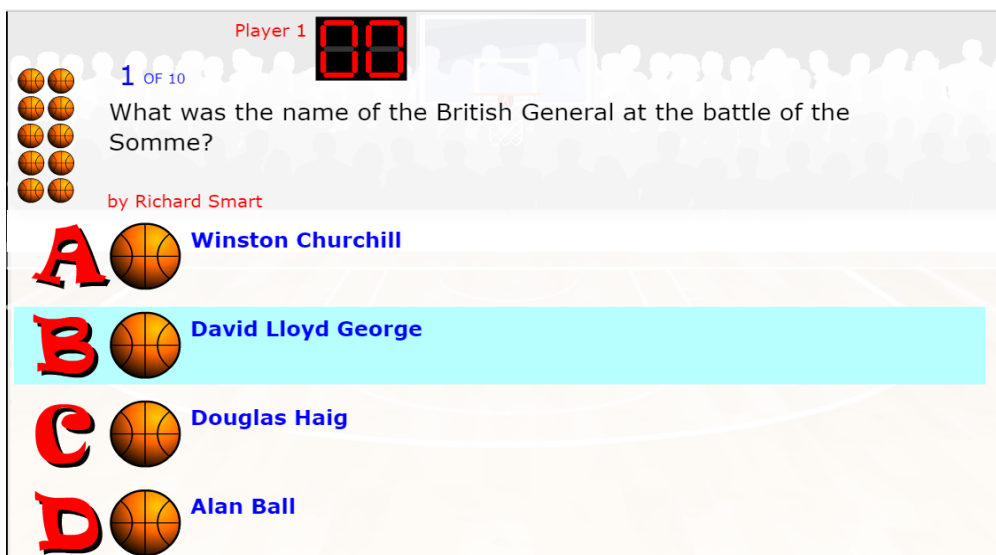 Player 1 00
1 OF 10
What was the name of the British General at the battle of the
Somme?
by Richard Smart
A Winston Churchill
B David Lloyd George
C Douglas Haig
D Alan Ball